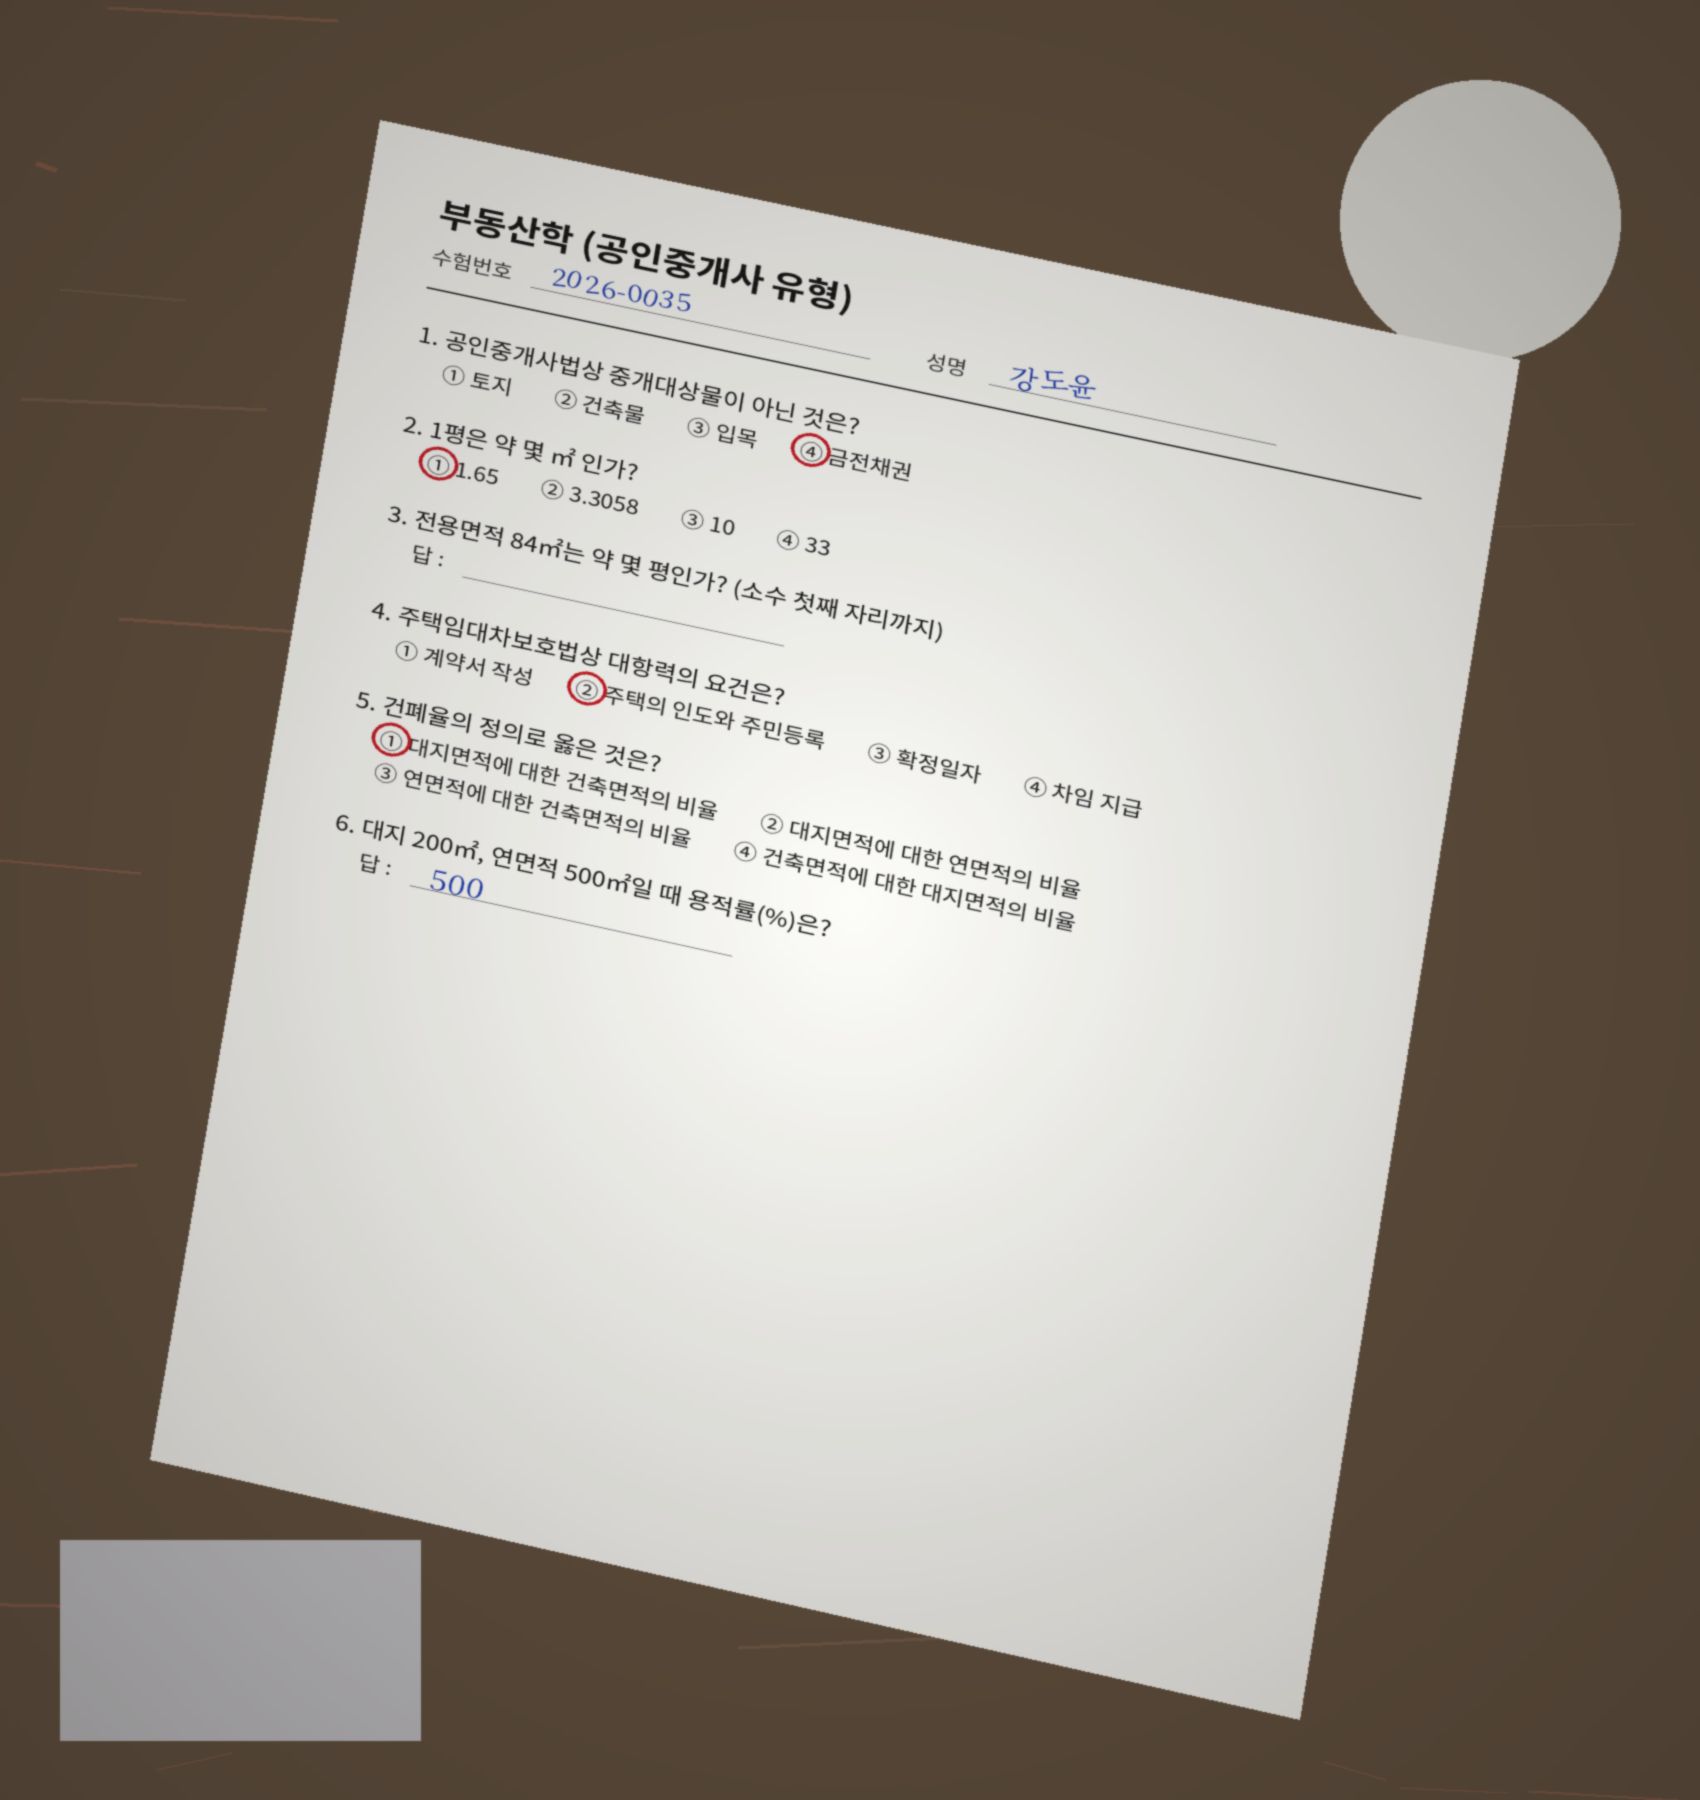 부동산학 (공인중개사 유형)
수험번호 2026-0035 성명 강도윤
1. 공인중개사법상 중개대상물이 아닌 것은?
① 토지 ② 건축물 ③ 입목 ④ 금전채권
2. 1평은 약 몇 ㎡ 인가?
① 1.65 ② 3.3058 ③ 10 ④ 33
3. 전용면적 84㎡는 약 몇 평인가? (소수 첫째 자리까지)
답 :
4. 주택임대차보호법상 대항력의 요건은?
① 계약서 작성 ② 주택의 인도와 주민등록 ③ 확정일자 ④ 차임 지급
5. 건폐율의 정의로 옳은 것은?
① 대지면적에 대한 건축면적의 비율 ② 대지면적에 대한 연면적의 비율
③ 연면적에 대한 건축면적의 비율 ④ 건축면적에 대한 대지면적의 비율
6. 대지 200㎡, 연면적 500㎡일 때 용적률(%)은?
답 : 500